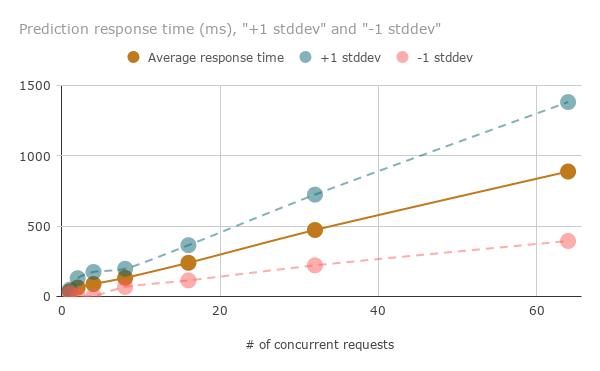 Prediction response time (ms), "+1 stddev" and "-1 stddev"
Average response time +1 stddev -1 stddev
1500
1000
500
0
0 20 40 60
# of concurrent requests